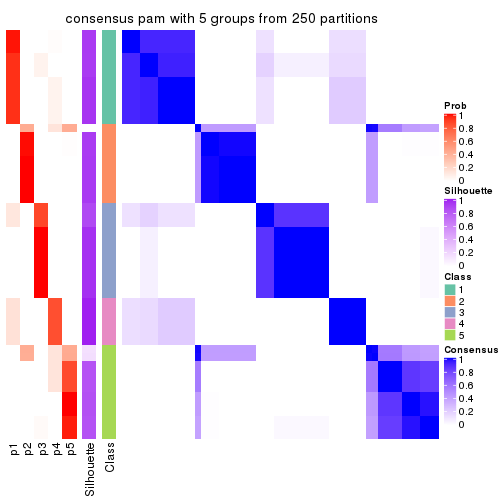 consensus pam with 5 groups from 250 partitions
Prob
1
0.8
0.6
0.4
0.2
0
Silhouette
1
0.8
0.6
0.4
0.2
0
Class
1
2
3
4
5
Consensus
1
0.8
0.6
0.4
0.2
0
p1
p2
p3
p4
p5
Silhouette
Class